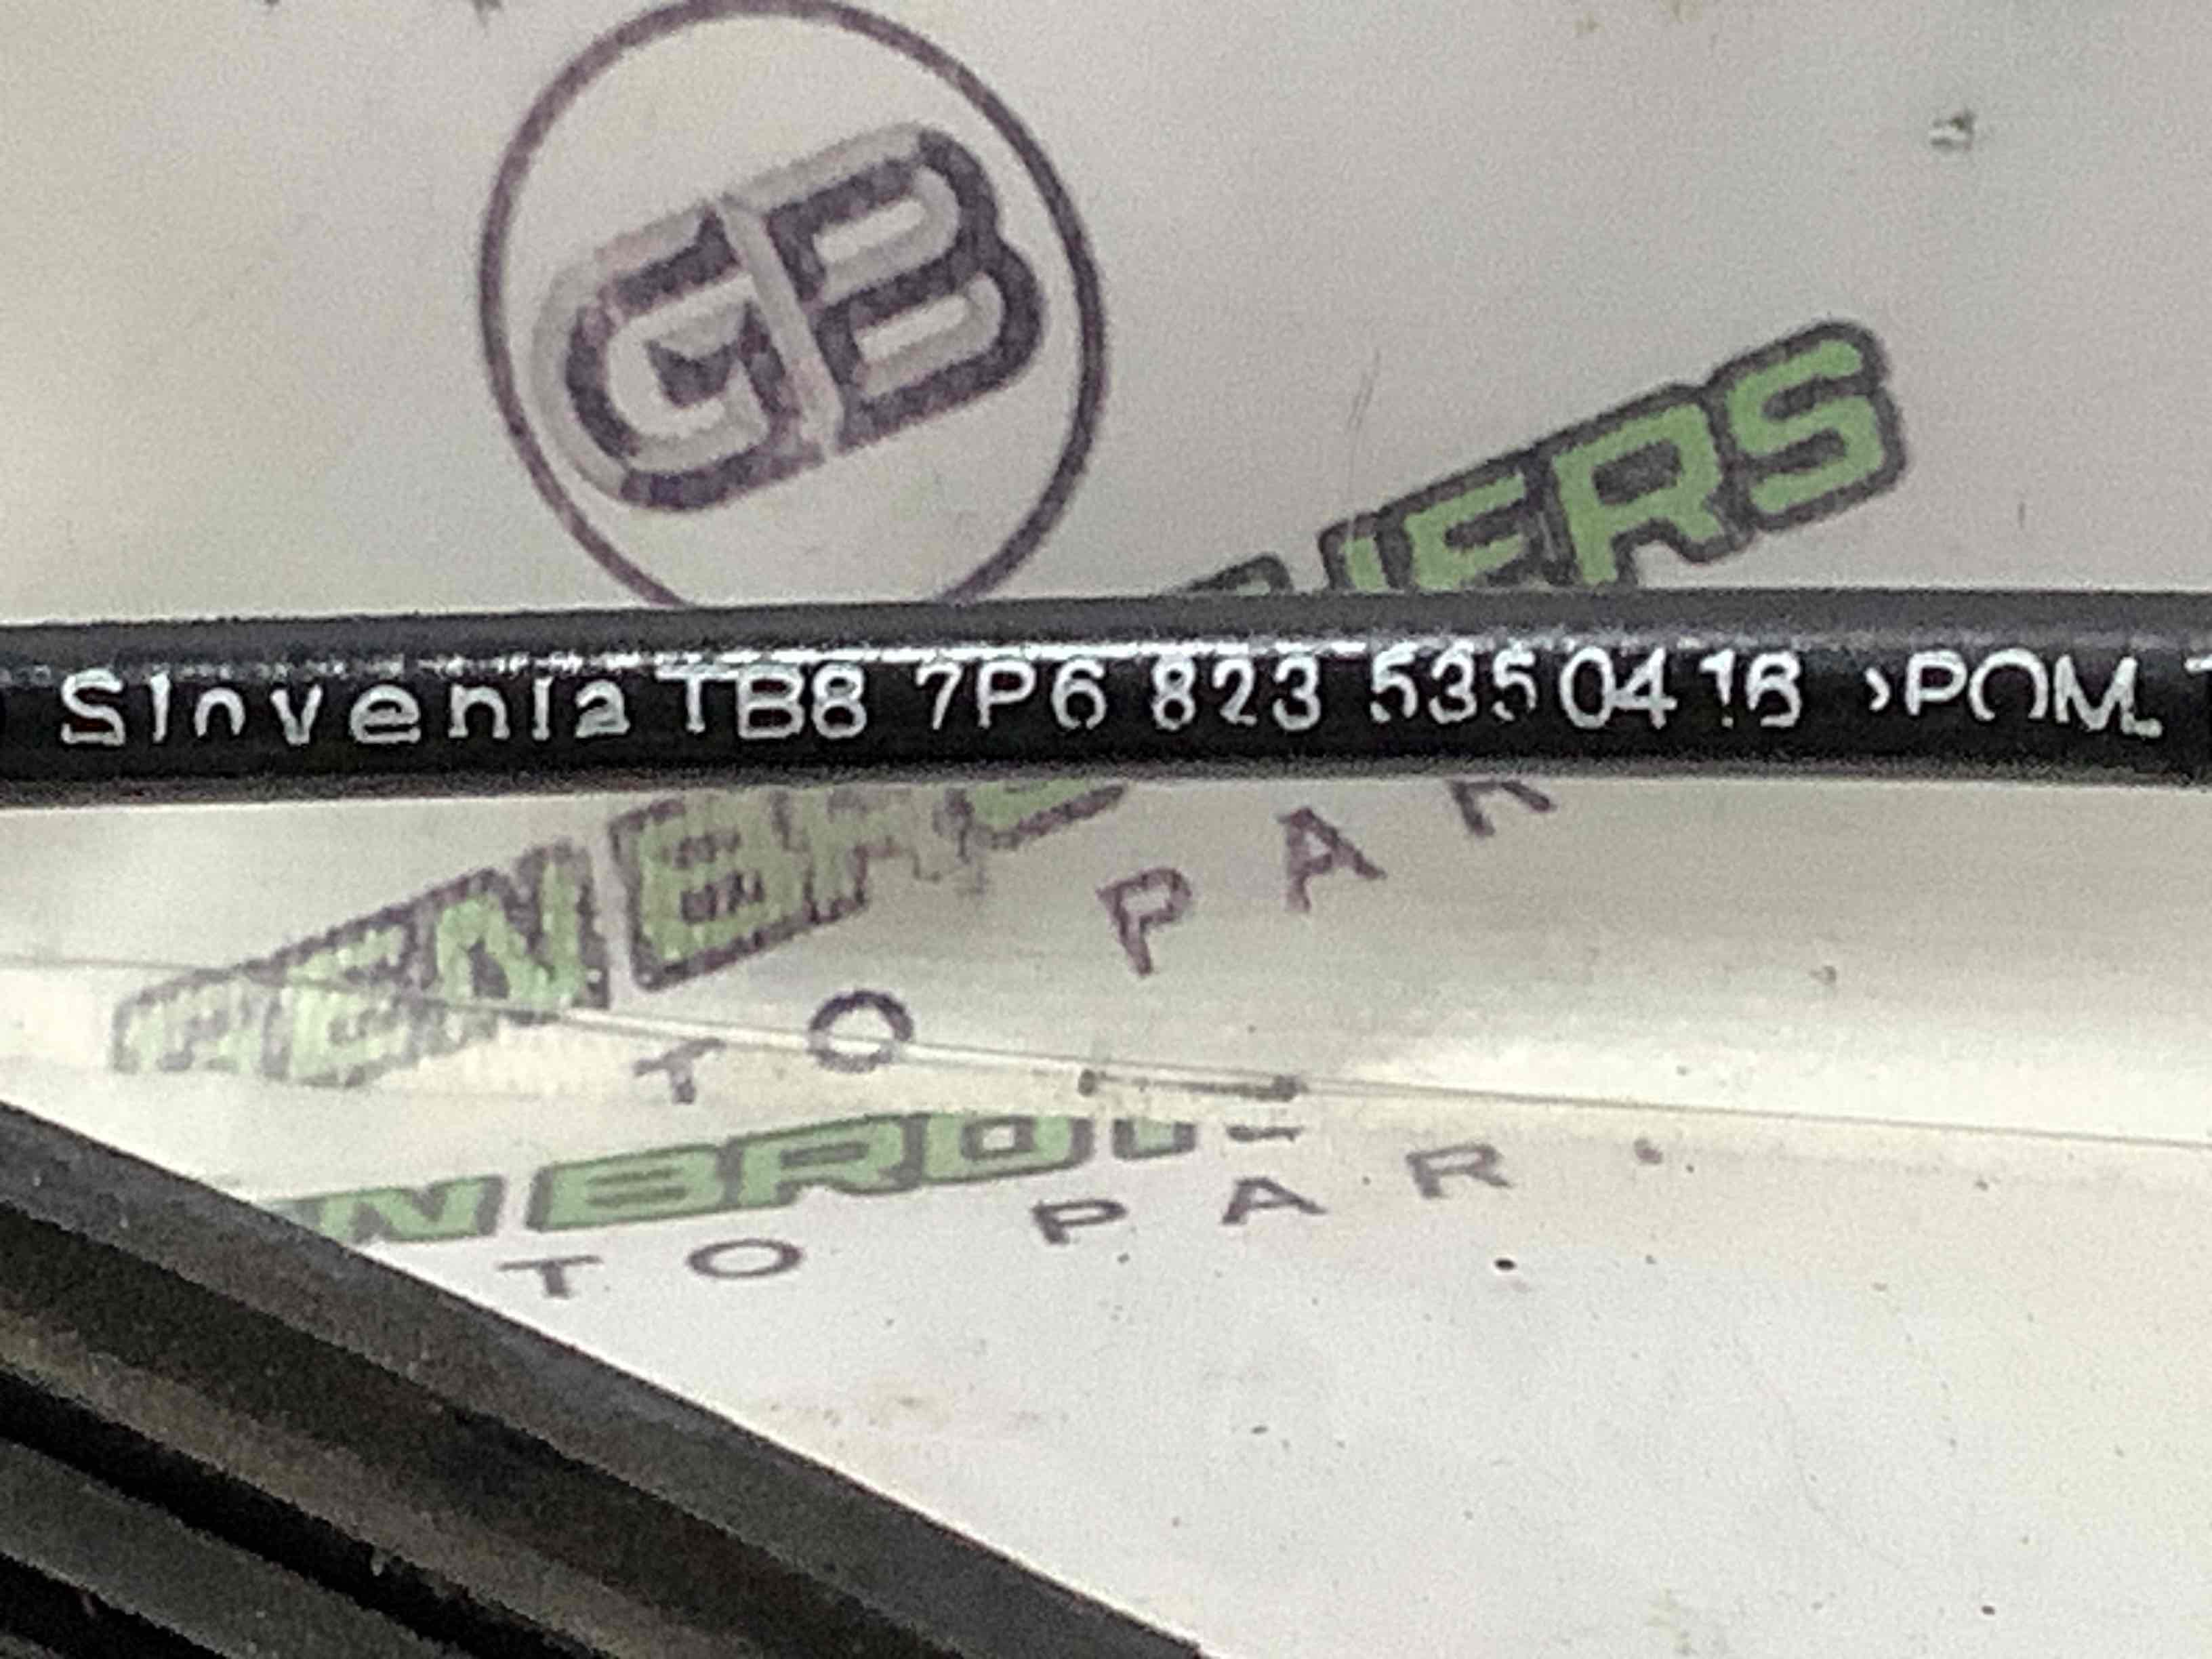 GB
Slovenia TB8 7P6 823 535 04 16 >POM
TO PAR
TO PAR